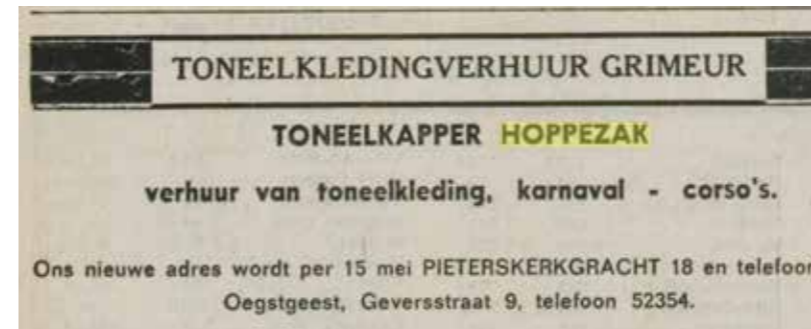 TONEELKLEDINGVERHUUR GRIMEUR
TONEELKAPPER HOPPEZAK
verhuur van toneelkleding, karnaval - corso's.
Ons nieuwe adres wordt per 15 mei PIETERSKERKGRACHT 18 en telefoon
Oegstgeest, Geversstraat 9, telefoon 52354.